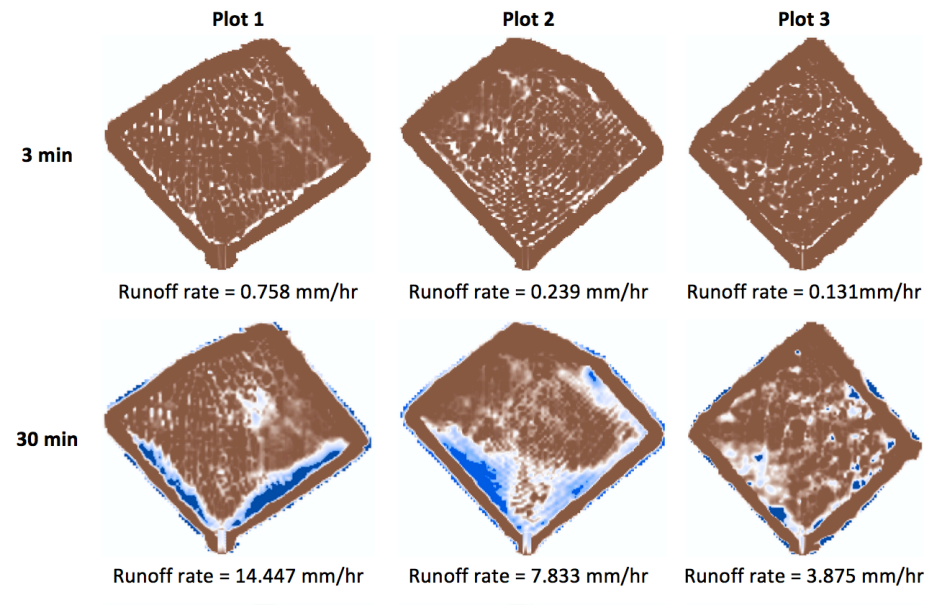 Plot 1 Plot 2 Plot 3
3 min
Runoff rate = 0.758 mm/hr Runoff rate = 0.239 mm/hr Runoff rate = 0.131mm/hr
30 min
Runoff rate = 14.447 mm/hr Runoff rate = 7.833 mm/hr Runoff rate = 3.875 mm/hr